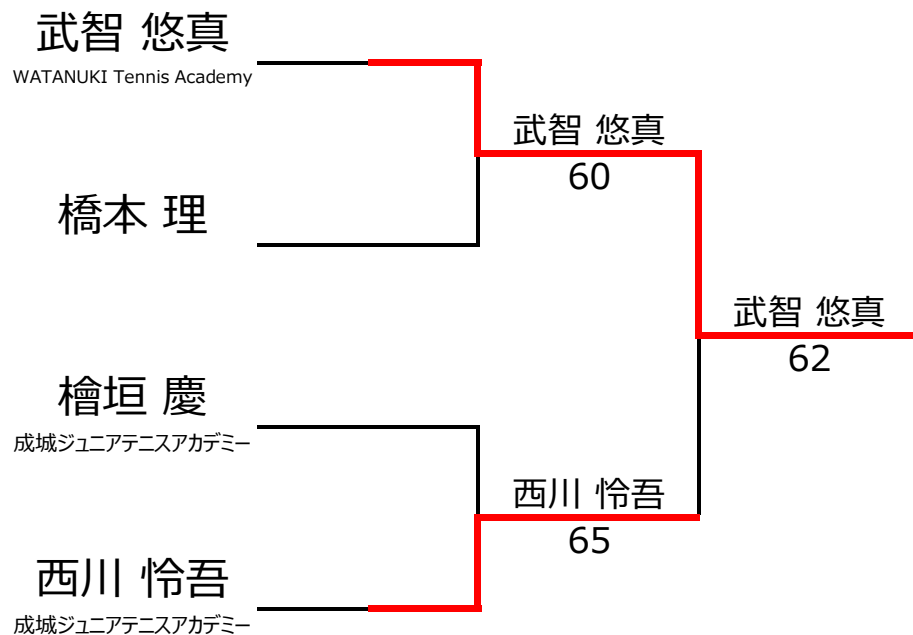 武智 悠真
WATANUKI Tennis Academy
武智 悠真
60
橋本 理
武智 悠真
62
檜垣 慶
成城ジュニアテニスアカデミー
西川 怜吾
65
西川 怜吾
成城ジュニアテニスアカデミー